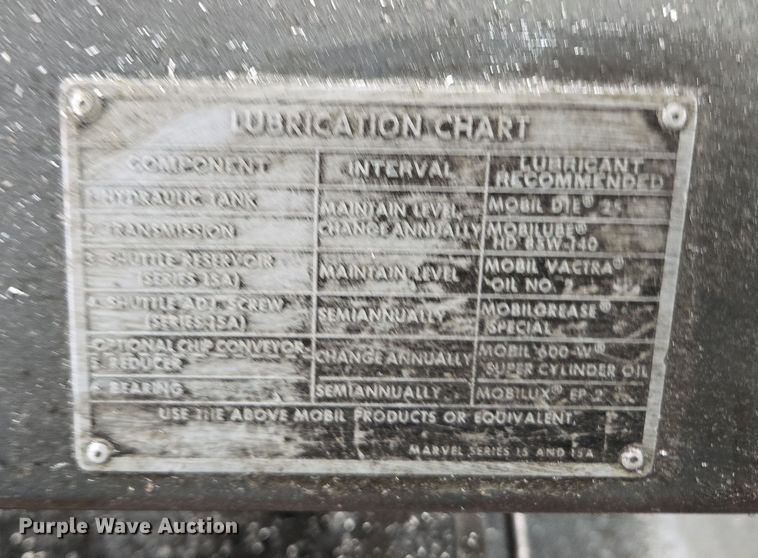 LUBRICATION CHART
COMPONENT INTERVAL LUBRICANT RECOMMENDED
1. HYDRAULIC TANK MAINTAIN LEVEL MOBIL DTE® 25
2. TRANSMISSION CHANGE ANNUALLY MOBILUBE® HD 85W-140
3. SHUTTLE RESERVOIR (SERIES 15A) MAINTAIN LEVEL MOBIL VACTRA® OIL NO. 2
4. SHUTTLE ADJ. SCREW (SERIES 15A) SEMIANNUALLY MOBILGREASE® SPECIAL
OPTIONAL CHIP CONVEYOR
5. REDUCER CHANGE ANNUALLY MOBIL 600-W® SUPER CYLINDER OIL
6. BEARING SEMIANNUALLY MOBILUX® EP 2
USE THE ABOVE MOBIL PRODUCTS OR EQUIVALENT.
MARVEL SERIES 15 AND 15A
Purple Wave Auction